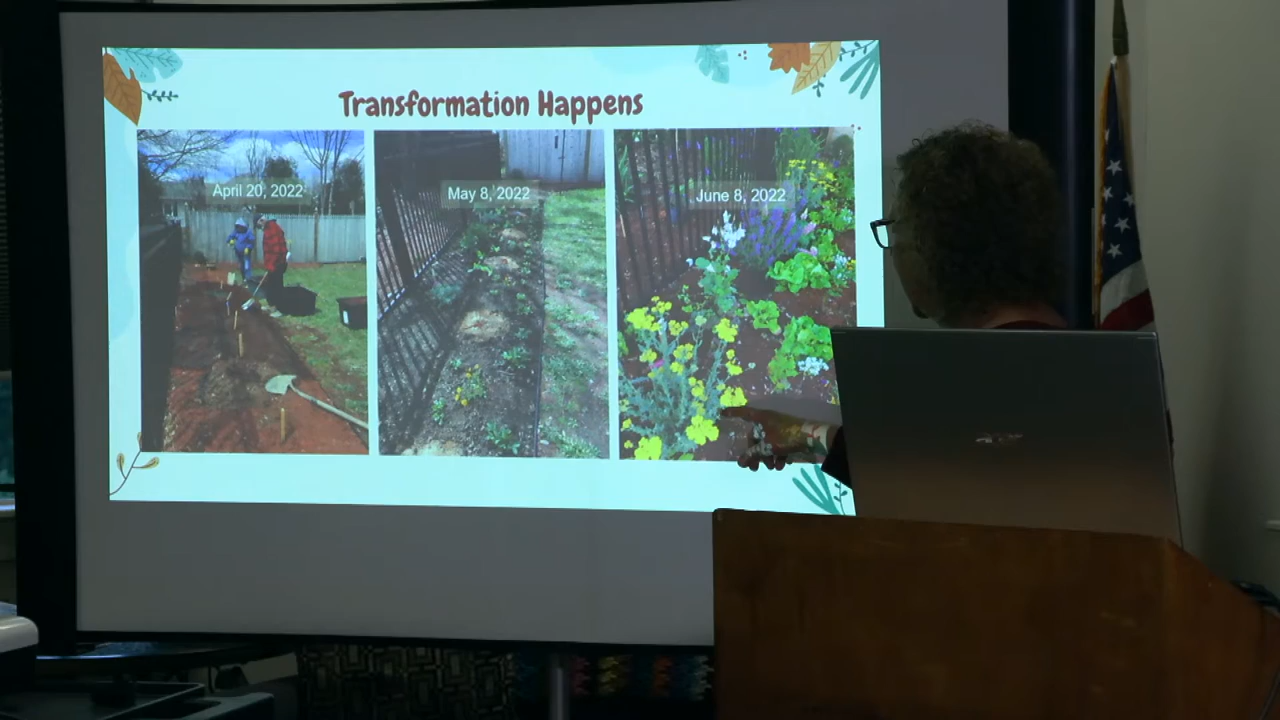 Transformation Happens
April 20, 2022
May 8, 2022
June 8, 2022